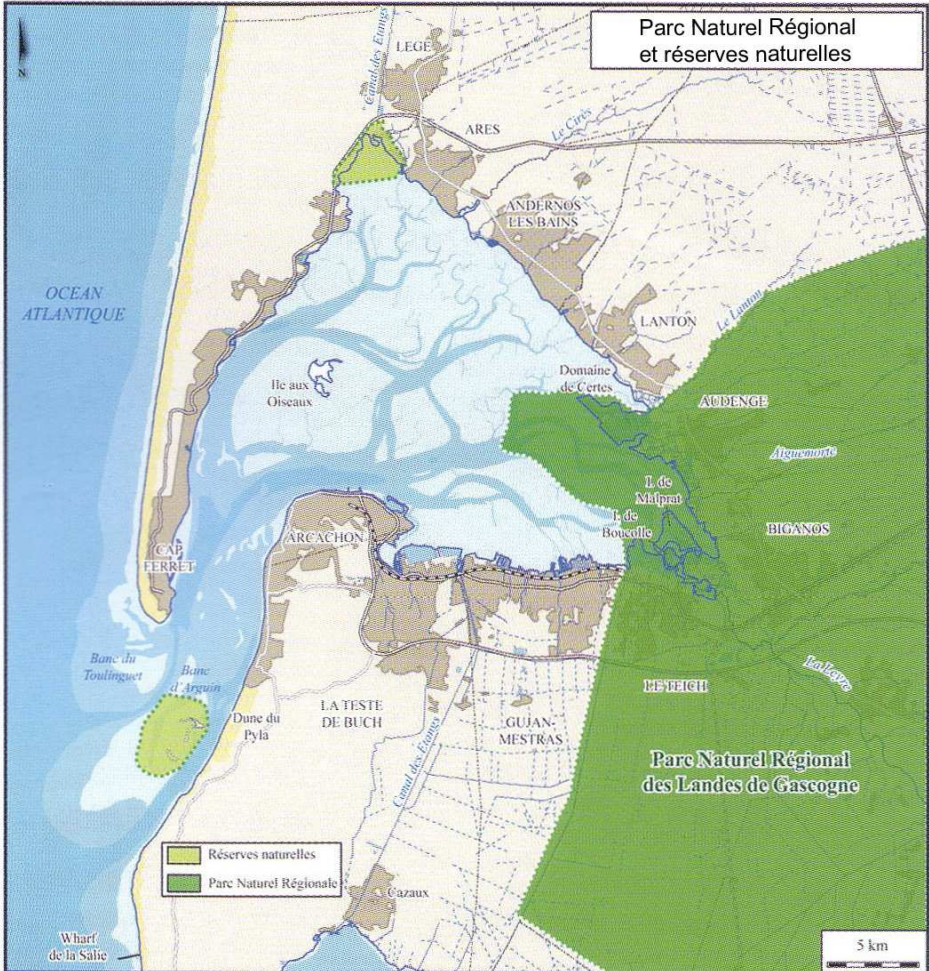 Parc Naturel Régional
et réserves naturelles
N
LEGE
Canal des Etangs
ARES
Le Cirès
ANDERNOS
LES BAINS
OCEAN
ATLANTIQUE
LANTON
Le Lanton
Ile aux
Oiseaux
Domaine
de Certes
AUDENGE
Aiguemorte
I. de
Malprat
I. de
Boucolle
BIGANOS
ARCACHON
CAP
FERRET
Banc du
Toulinguet
Banc
d'Arguin
La Leyre
LE TEICH
LA TESTE
DE BUCH
Dune du
Pyla
GUJAN-
MESTRAS
Canal des Etangs
Parc Naturel Régional
des Landes de Gascogne
Réserves naturelles
Parc Naturel Régionale
Cazaux
Wharf
de la Salie
5 km